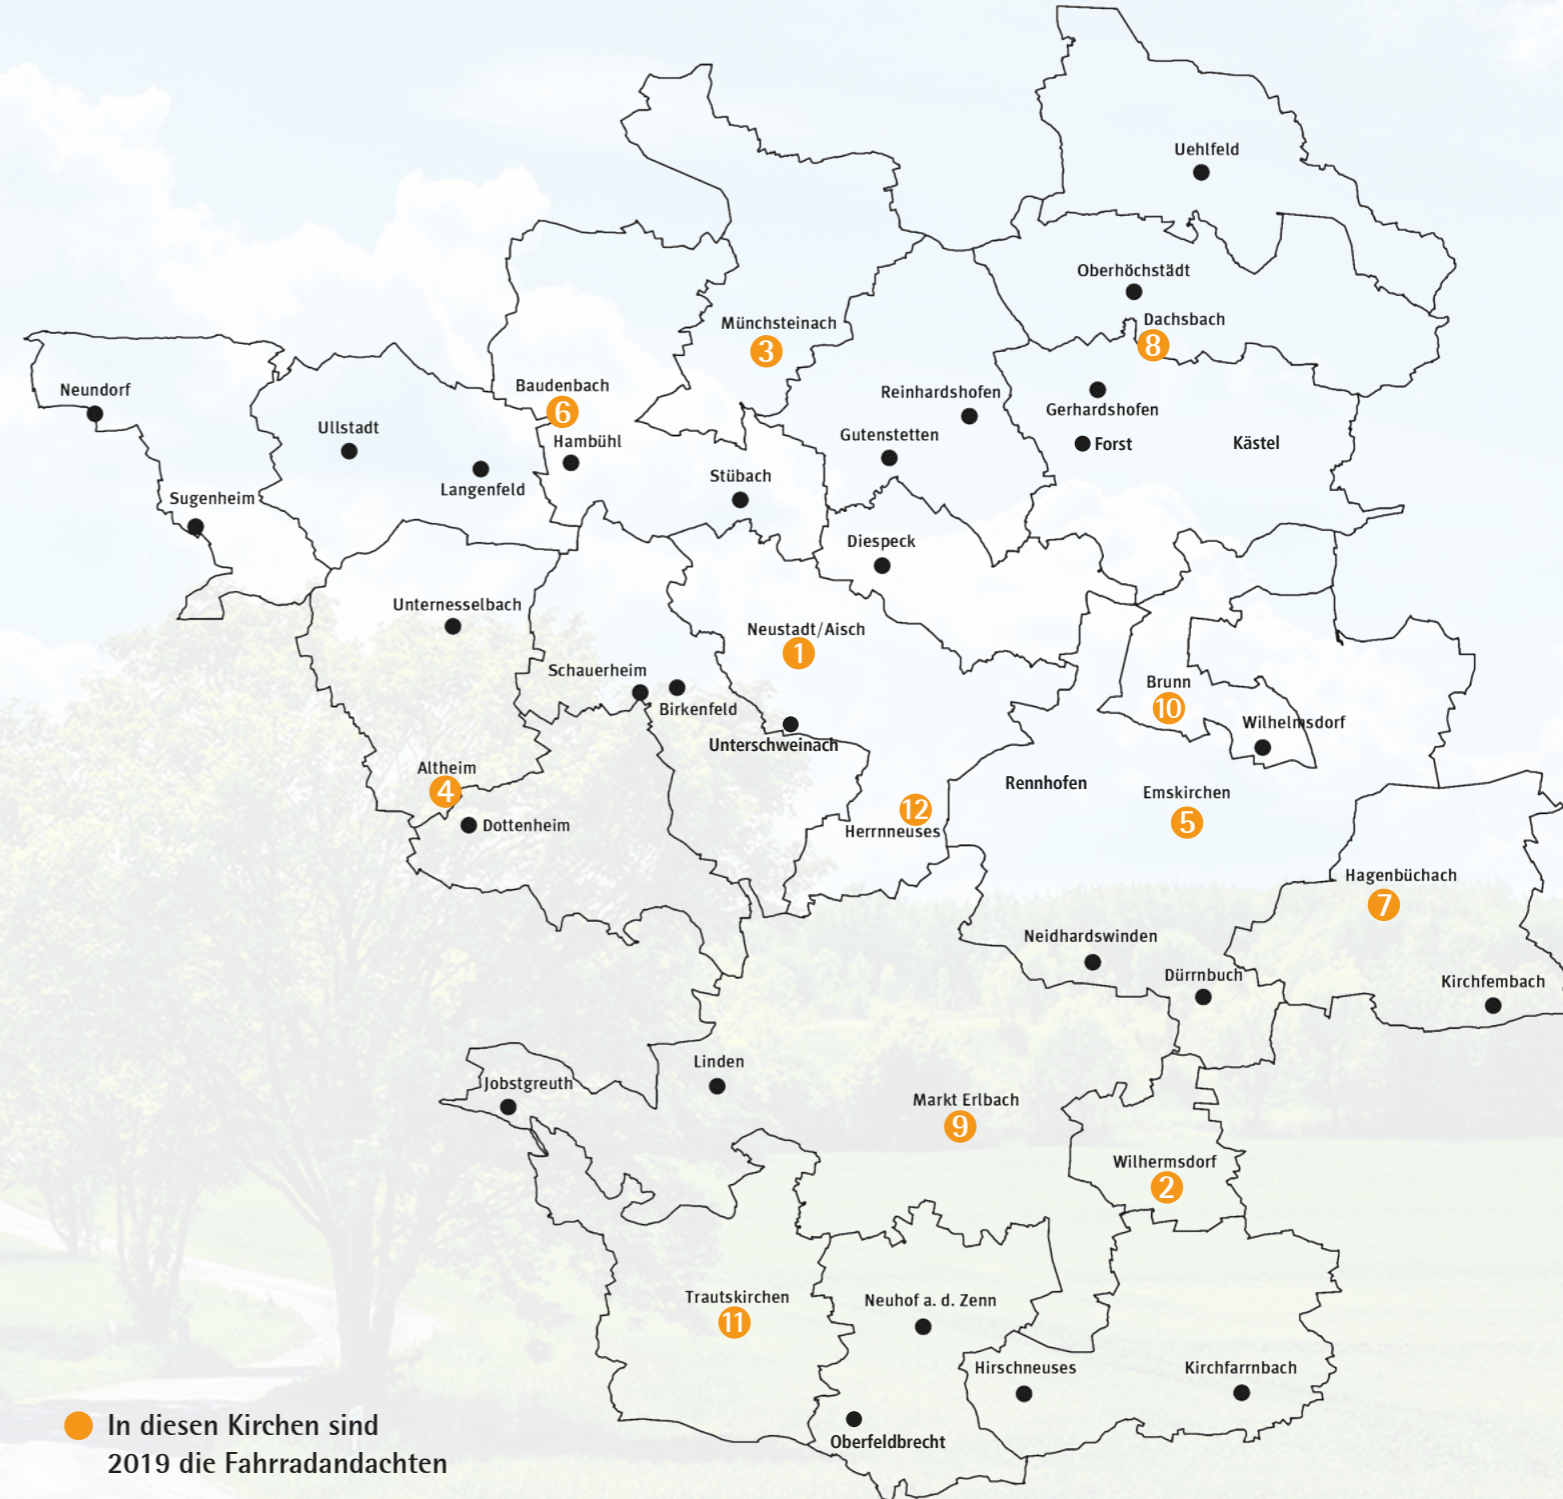 Uehlfeld
Oberhöchstädt
Münchsteinach
3
Dachsbach
8
Neundorf
Baudenbach
6
Reinhardshofen
Gerhardshofen
Ullstadt
Hambühl
Gutenstetten
Forst
Kästel
Langenfeld
Stübach
Sugenheim
Diespeck
Unternesselbach
Neustadt/Aisch
1
Schauerheim
Birkenfeld
Brunn
10
Unterschweinach
Wilhelmsdorf
Altheim
4
Rennhofen
Emskirchen
5
12
Herrnneuses
Dottenheim
Hagenbüchach
7
Neidhardswinden
Dürrnbuch
Kirchfembach
Linden
Jobstgreuth
Markt Erlbach
9
Wilhermsdorf
2
Trautskirchen
11
Neuhof a. d. Zenn
Hirschneuses
Kirchfarrnbach
Oberfeldbrecht
In diesen Kirchen sind
2019 die Fahrradandachten